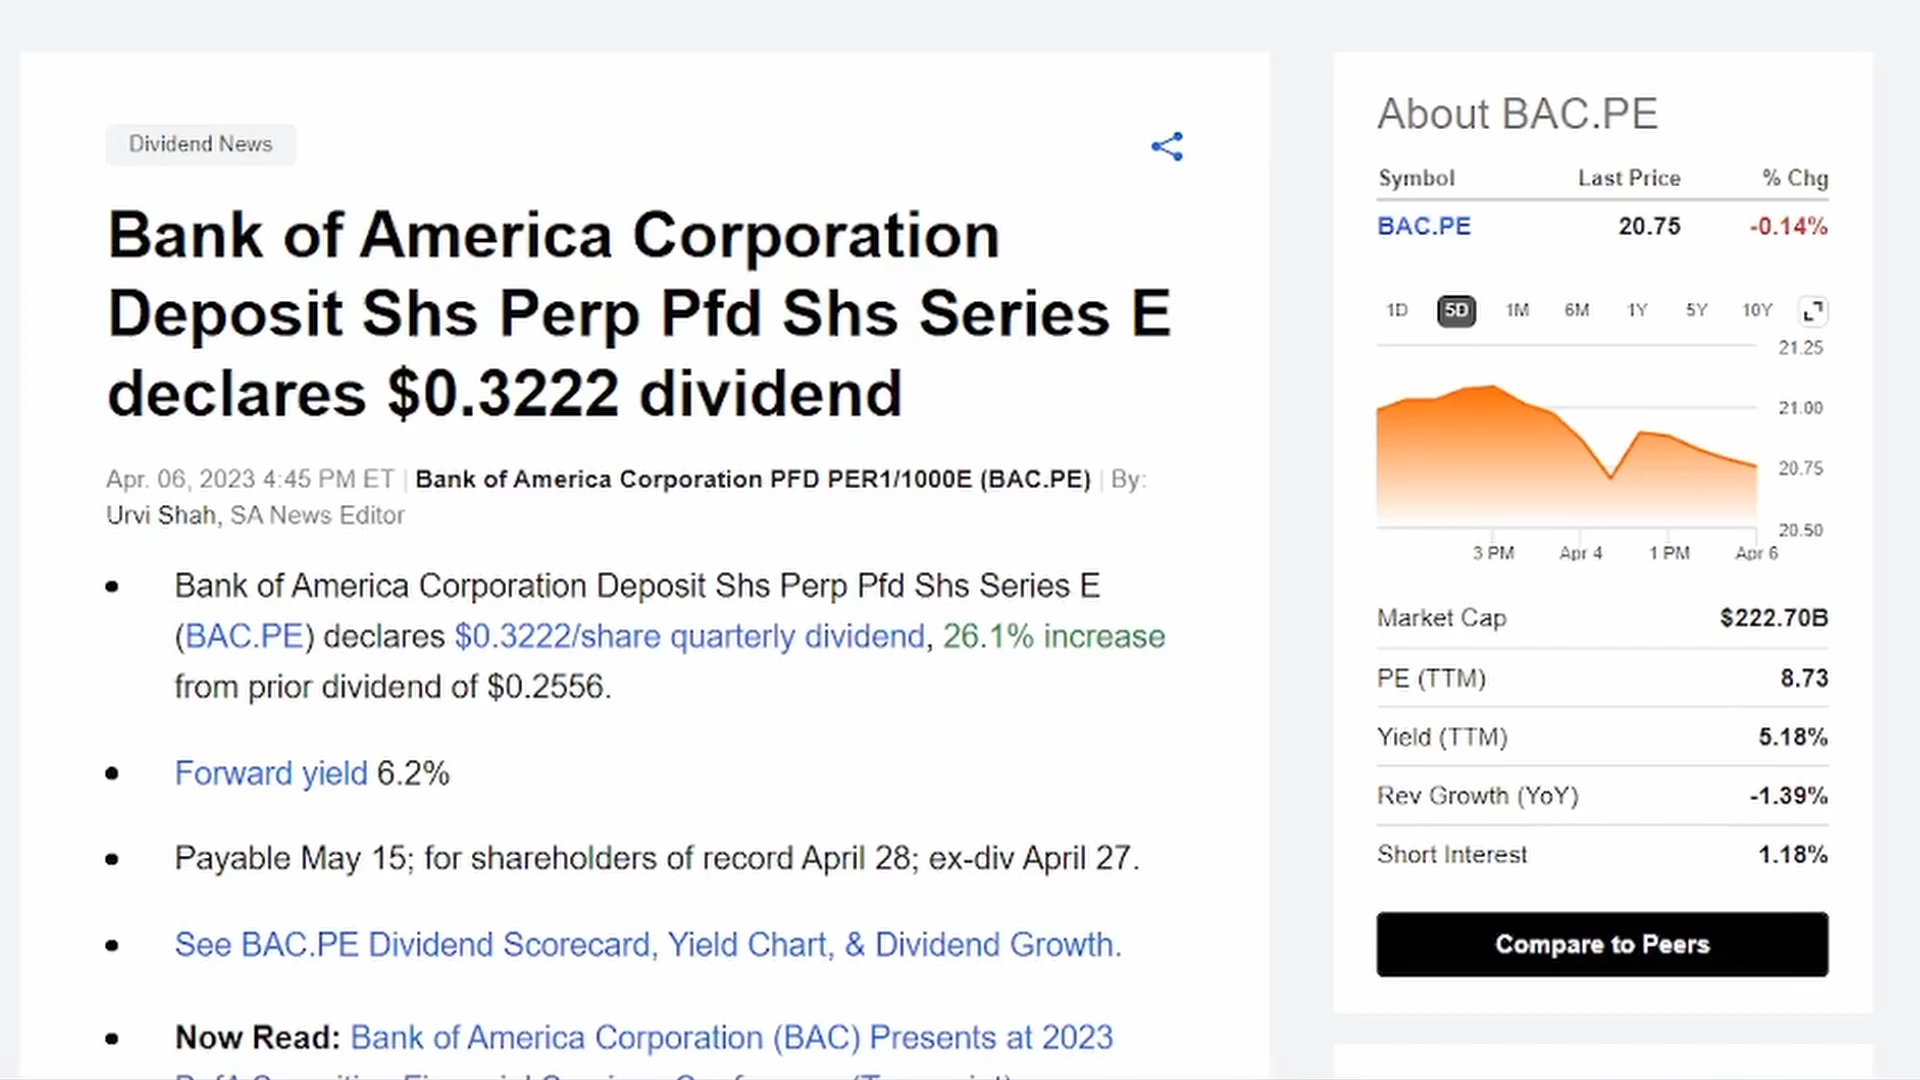 Dividend News
Bank of America Corporation
Deposit Shs Perp Pfd Shs Series E
declares $0.3222 dividend
Apr. 06, 2023 4:45 PM ET | Bank of America Corporation PFD PER1/1000E (BAC.PE) | By:
Urvi Shah, SA News Editor
• Bank of America Corporation Deposit Shs Perp Pfd Shs Series E
(BAC.PE) declares $0.3222/share quarterly dividend, 26.1% increase
from prior dividend of $0.2556.
• Forward yield 6.2%
• Payable May 15; for shareholders of record April 28; ex-div April 27.
• See BAC.PE Dividend Scorecard, Yield Chart, & Dividend Growth.
• Now Read: Bank of America Corporation (BAC) Presents at 2023
About BAC.PE
Symbol Last Price % Chg
BAC.PE 20.75 -0.14%
1D 5D 1M 6M 1Y 5Y 10Y
21.25
21.00
20.75
20.50
3 PM Apr 4 1 PM Apr 6
Market Cap $222.70B
PE (TTM) 8.73
Yield (TTM) 5.18%
Rev Growth (YoY) -1.39%
Short Interest 1.18%
Compare to Peers